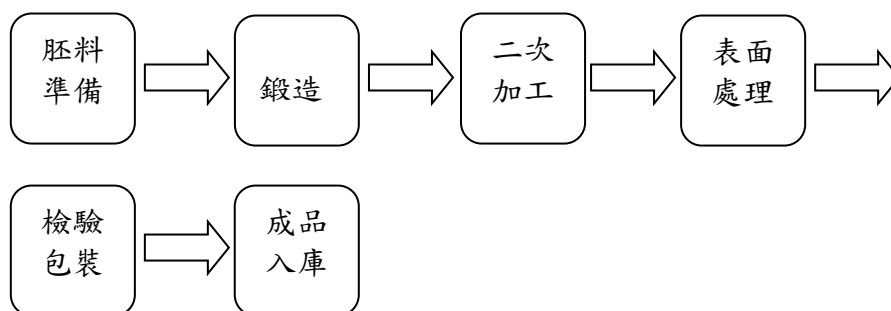 胚料
準備
鍛造
二次
加工
表面
處理
檢驗
包裝
成品
入庫